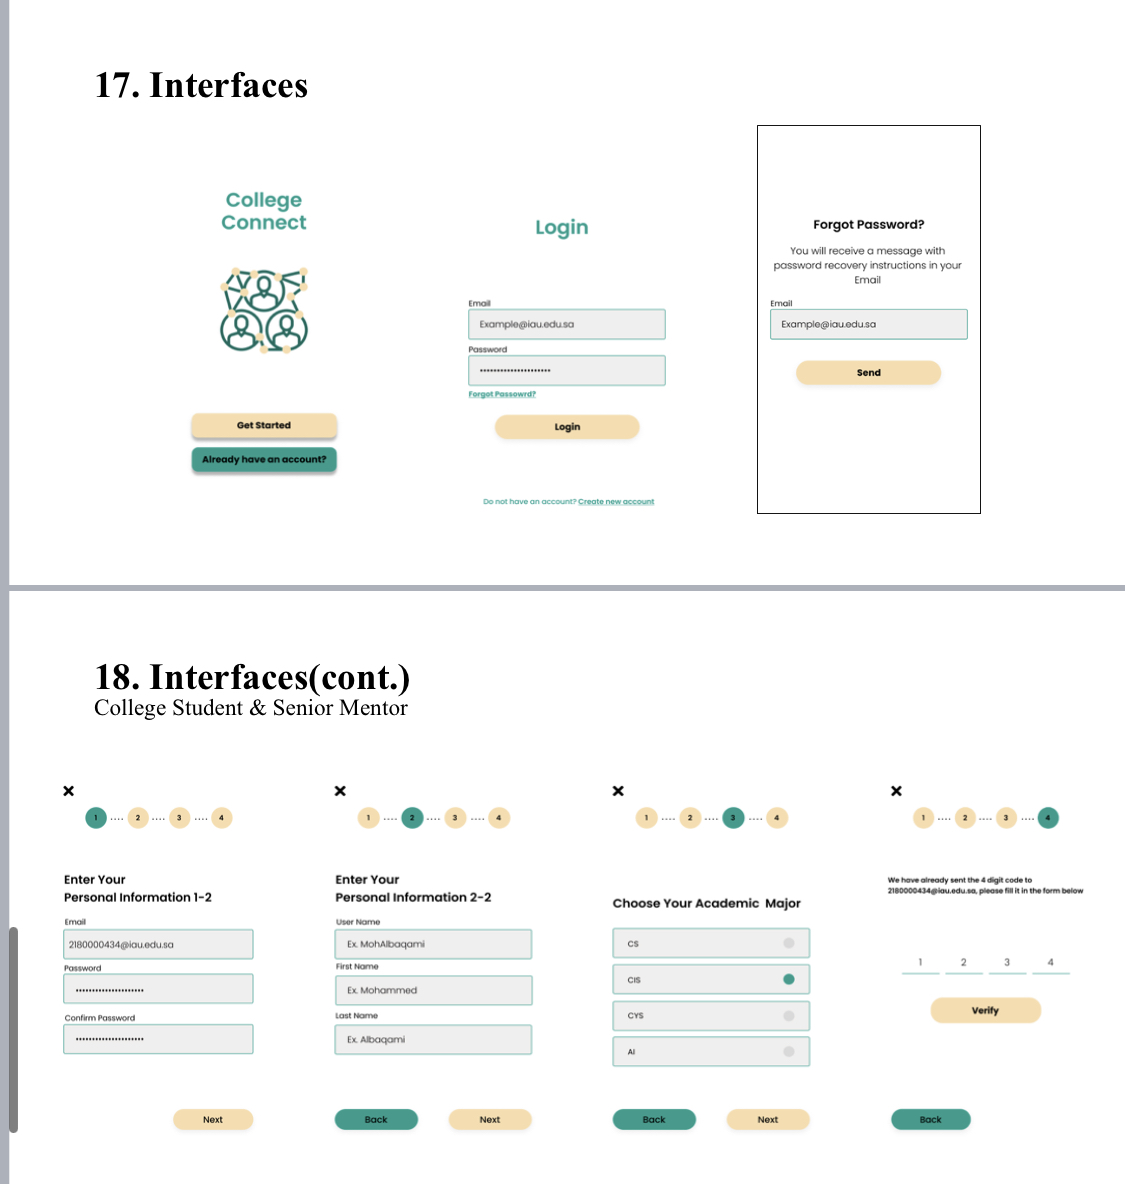 17. Interfaces
College
Connect
Get Started
Already have an account?
Login
Email
Example@iau.edu.sa
Password
•••••••••••••••••••••
Forgot Passowrd?
Login
Do not have an account? Create new account
Forgot Password?
You will receive a message with
password recovery instructions in your
Email
Email
Example@iau.edu.sa
Send
18. Interfaces(cont.)
College Student & Senior Mentor
1 .... 2 .... 3 .... 4
Enter Your
Personal Information 1-2
Email
2180000434@iau.edu.sa
Password
•••••••••••••••••••••
Confirm Password
•••••••••••••••••••••
Next
1 .... 2 .... 3 .... 4
Enter Your
Personal Information 2-2
User Name
Ex. MohAlbaqami
First Name
Ex. Mohammed
Last Name
Ex. Albaqami
Back
Next
1 .... 2 .... 3 .... 4
Choose Your Academic Major
CS
CIS
CYS
AI
Back
Next
1 .... 2 .... 3 .... 4
We have already sent the 4 digit code to
2180000434@iau.edu.sa, please fill it in the form below
1 2 3 4
Verify
Back